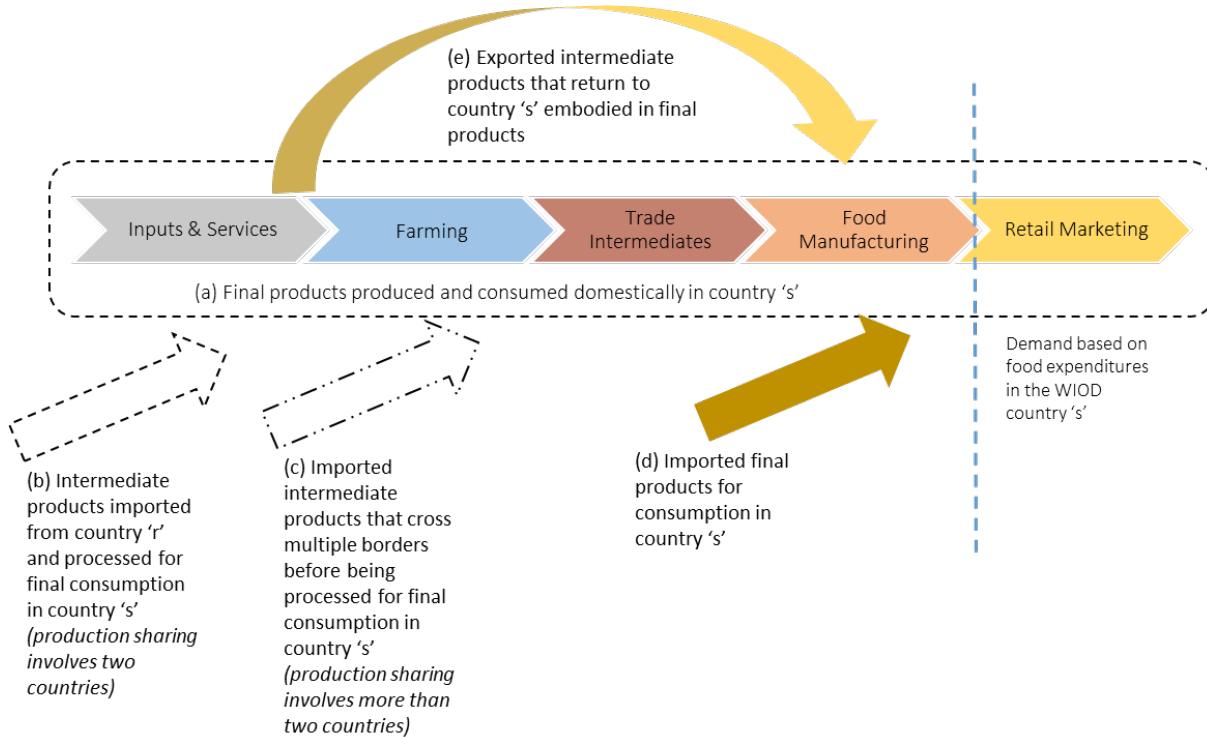 (e) Exported intermediate
products that return to
country ‘s’ embodied in final
products
Inputs & Services
Farming
Trade
Intermediates
Food
Manufacturing
Retail Marketing
(a) Final products produced and consumed domestically in country ‘s’
Demand based on
food expenditures
in the WIOD
country ‘s’
(b) Intermediate
products imported
from country ‘r’
and processed for
final consumption
in country ‘s’
(production sharing
involves two
countries)
(c) Imported
intermediate
products that cross
multiple borders
before being
processed for final
consumption in
country ‘s’
(production sharing
involves more than
two countries)
(d) Imported final
products for
consumption in
country ‘s’